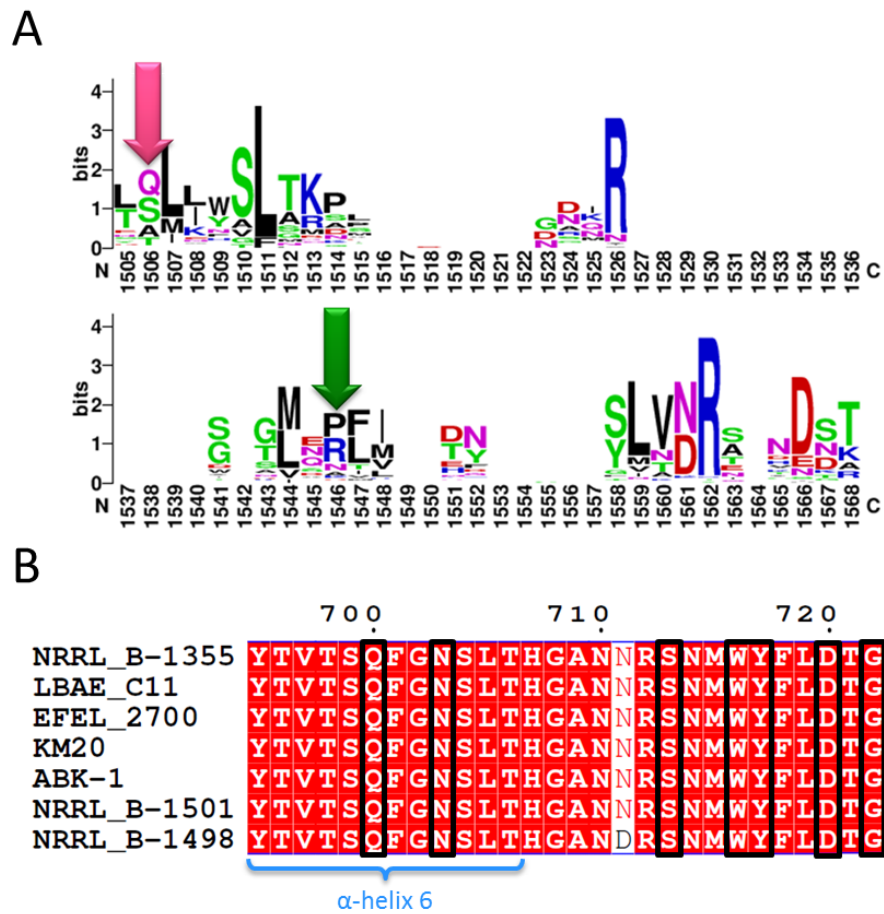 A
4
3
2
1
0
bits
N 1505 1506 1507 1508 1509 1510 1511 1512 1513 1514 1515 1516 1517 1518 1519 1520 1521 1522 1523 1524 1525 1526 1527 1528 1529 1530 1531 1532 1533 1534 1535 1536 C
4
3
2
1
0
bits
N 1537 1538 1539 1540 1541 1542 1543 1544 1545 1546 1547 1548 1549 1550 1551 1552 1553 1554 1555 1556 1557 1558 1559 1560 1561 1562 1563 1564 1565 1566 1567 1568 C
B
700 710 720
NRRL_B-1355 YTVTSQFGNSLTHGANNRSNMWYFLDTG
LBAE_C11 YTVTSQFGNSLTHGANNRSNMWYFLDTG
EFEL_2700 YTVTSQFGNSLTHGANNRSNMWYFLDTG
KM20 YTVTSQFGNSLTHGANNRSNMWYFLDTG
ABK-1 YTVTSQFGNSLTHGANNRSNMWYFLDTG
NRRL_B-1501 YTVTSQFGNSLTHGANNRSNMWYFLDTG
NRRL_B-1498 YTVTSQFGNSLTHGANDRSNMWYFLDTG
α-helix 6